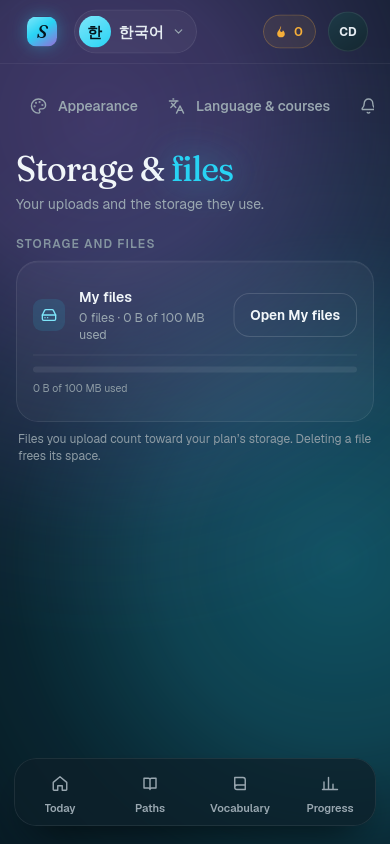 S
한 한국어
0
CD
Appearance
Language & courses
Storage & files
Your uploads and the storage they use.
STORAGE AND FILES
My files
0 files · 0 B of 100 MB
used
Open My files
0 B of 100 MB used
Files you upload count toward your plan's storage. Deleting a file
frees its space.
Today
Paths
Vocabulary
Progress